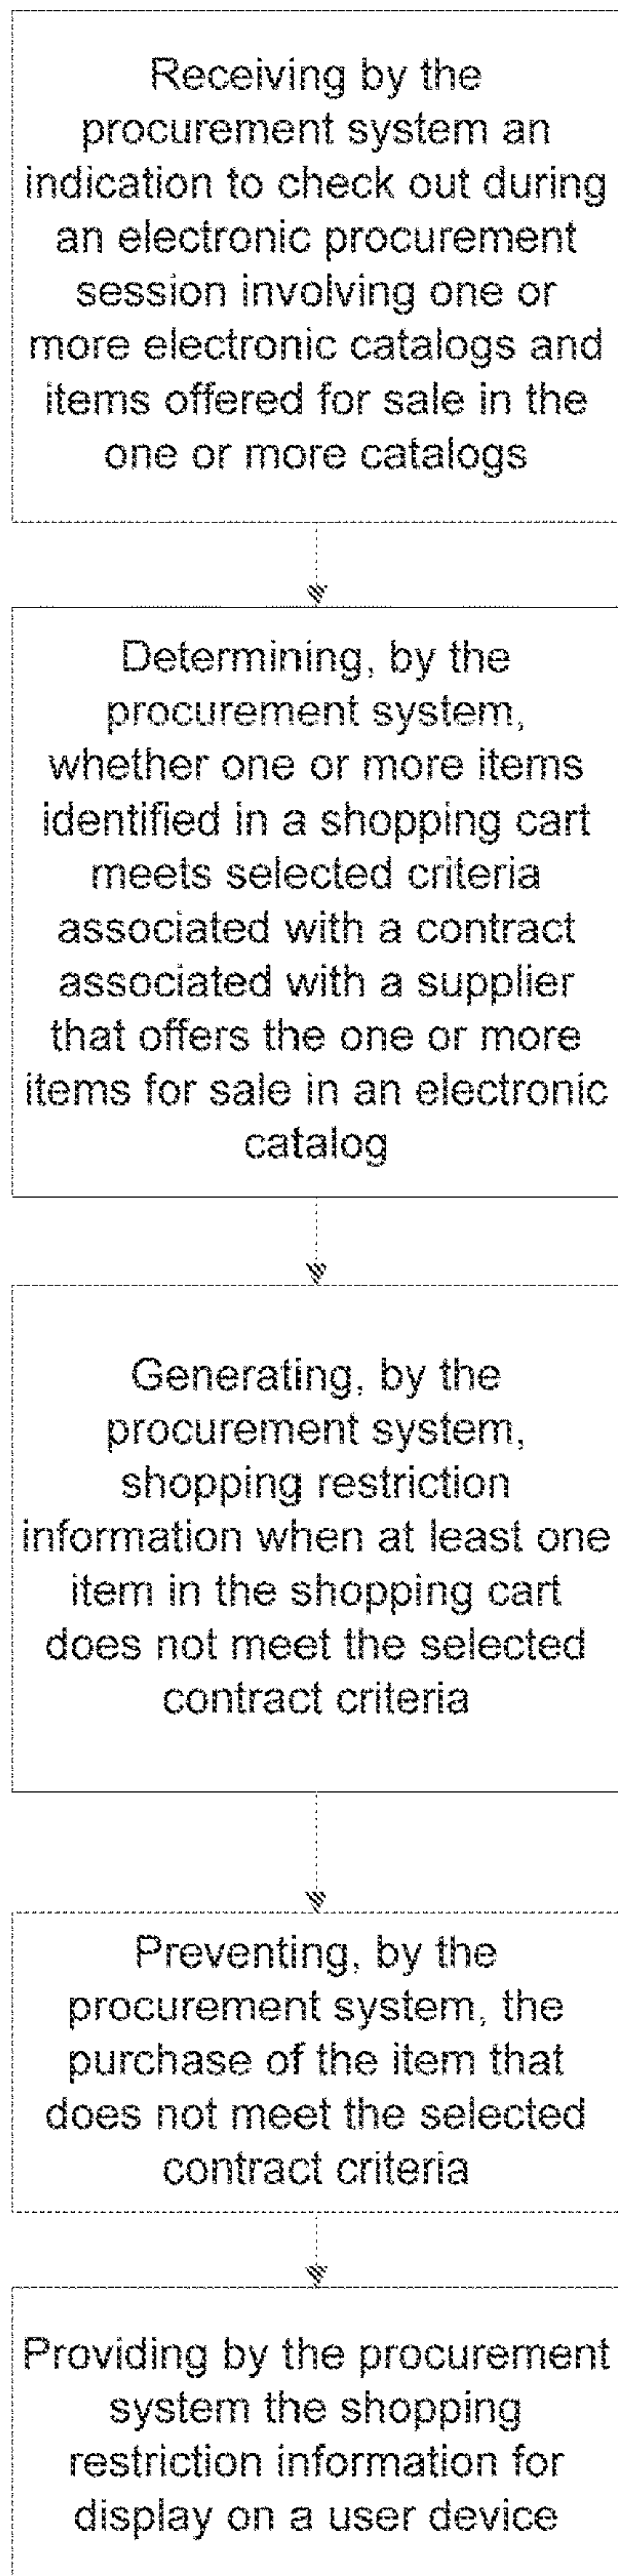 Receiving by the
procurement system an
indication to check out during
an electronic procurement
session involving one or
more electronic catalogs and
items offered for sale in the
one or more catalogs
Determining, by the
procurement system,
whether one or more items
identified in a shopping cart
meets selected criteria
associated with a contract
associated with a supplier
that offers the one or more
items for sale in an electronic
catalog
Generating, by the
procurement system,
shopping restriction
information when at least one
item in the shopping cart
does not meet the selected
contract criteria
Preventing, by the
procurement system, the
purchase of the item that
does not meet the selected
contract criteria
Providing by the procurement
system the shopping
restriction information for
display on a user device